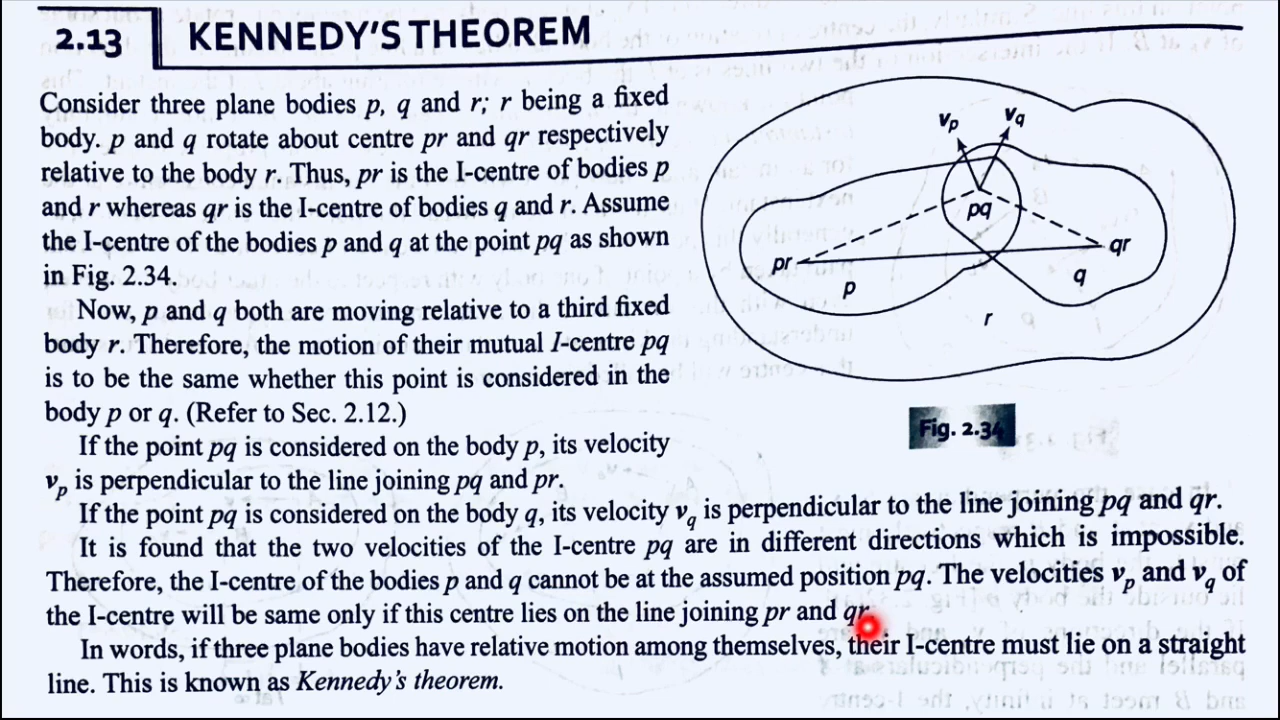 2.13 KENNEDY'S THEOREM
Consider three plane bodies p, q and r; r being a fixed
body. p and q rotate about centre pr and qr respectively
relative to the body r. Thus, pr is the I-centre of bodies p
and r whereas qr is the I-centre of bodies q and r. Assume
the I-centre of the bodies p and q at the point pq as shown
in Fig. 2.34.
Now, p and q both are moving relative to a third fixed
body r. Therefore, the motion of their mutual I-centre pq
is to be the same whether this point is considered in the
body p or q. (Refer to Sec. 2.12.)
If the point pq is considered on the body p, its velocity
vp is perpendicular to the line joining pq and pr.
vp
vq
pq
pr
qr
p
q
r
Fig. 2.34
If the point pq is considered on the body q, its velocity vq is perpendicular to the line joining pq and qr.
It is found that the two velocities of the I-centre pq are in different directions which is impossible.
Therefore, the I-centre of the bodies p and q cannot be at the assumed position pq. The velocities vp and vq of
the I-centre will be same only if this centre lies on the line joining pr and qr.
In words, if three plane bodies have relative motion among themselves, their I-centre must lie on a straight
line. This is known as Kennedy's theorem.